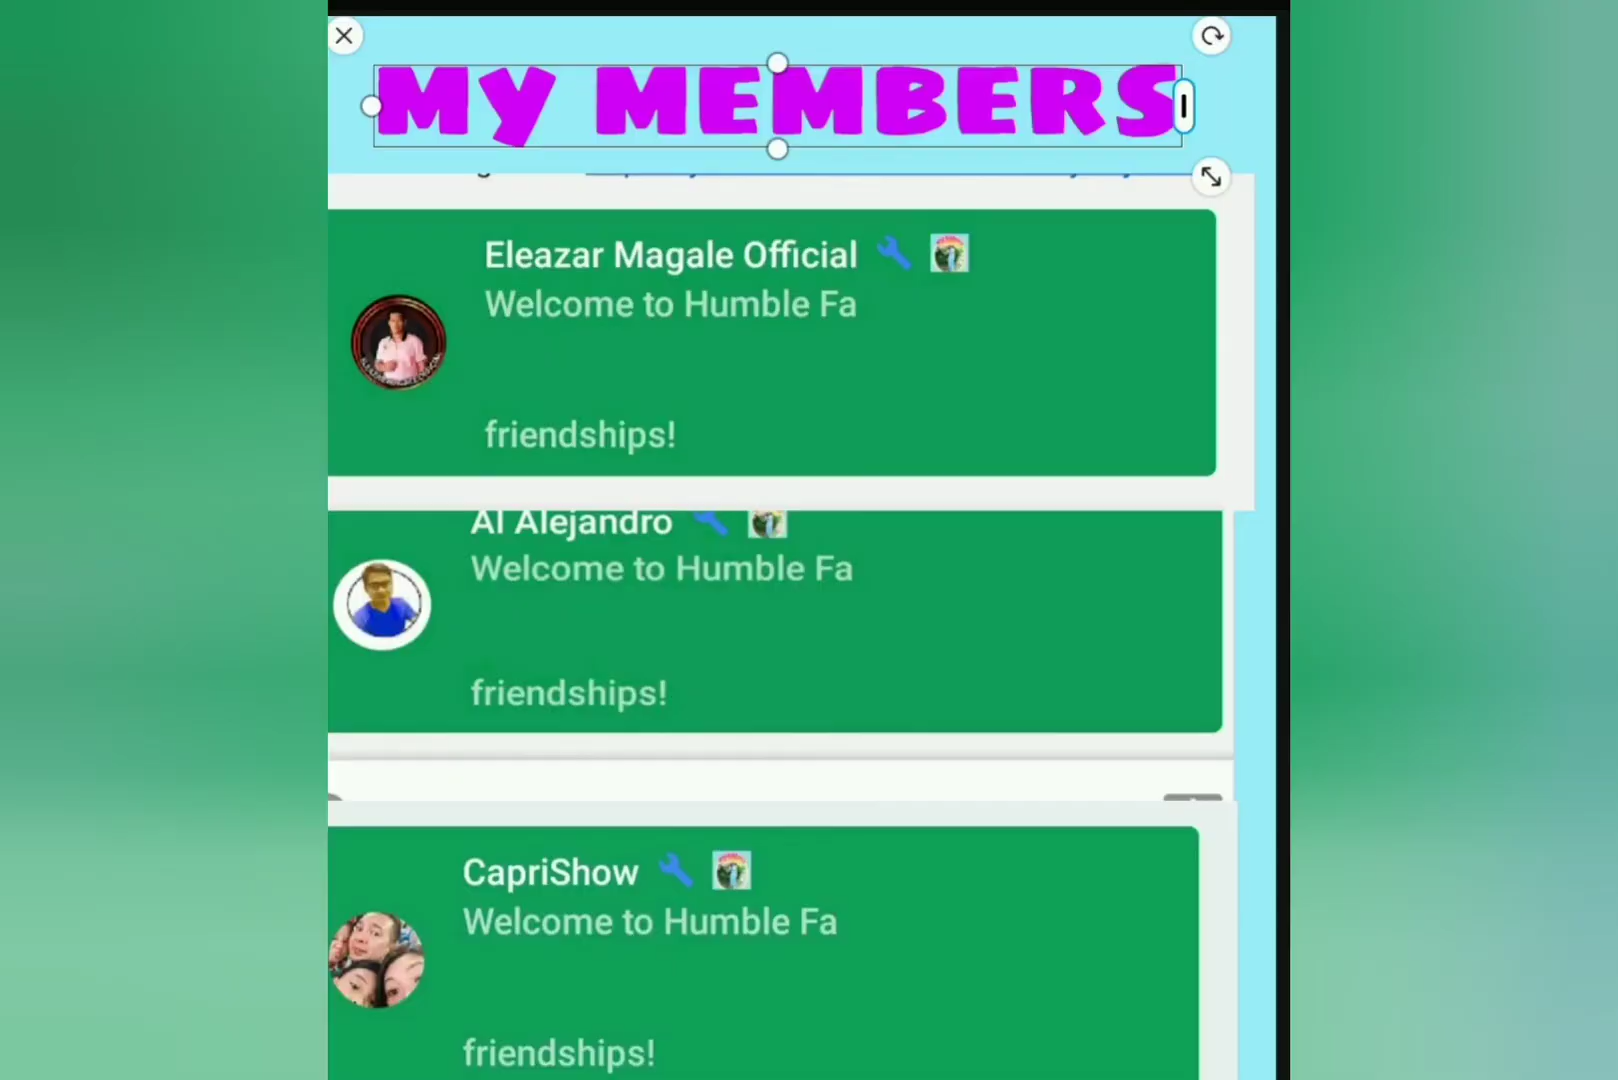 My MEMBERS
Eleazar Magale Official
Welcome to Humble Fa
friendships!
Al Alejandro
Welcome to Humble Fa
friendships!
CapriShow
Welcome to Humble Fa
friendships!